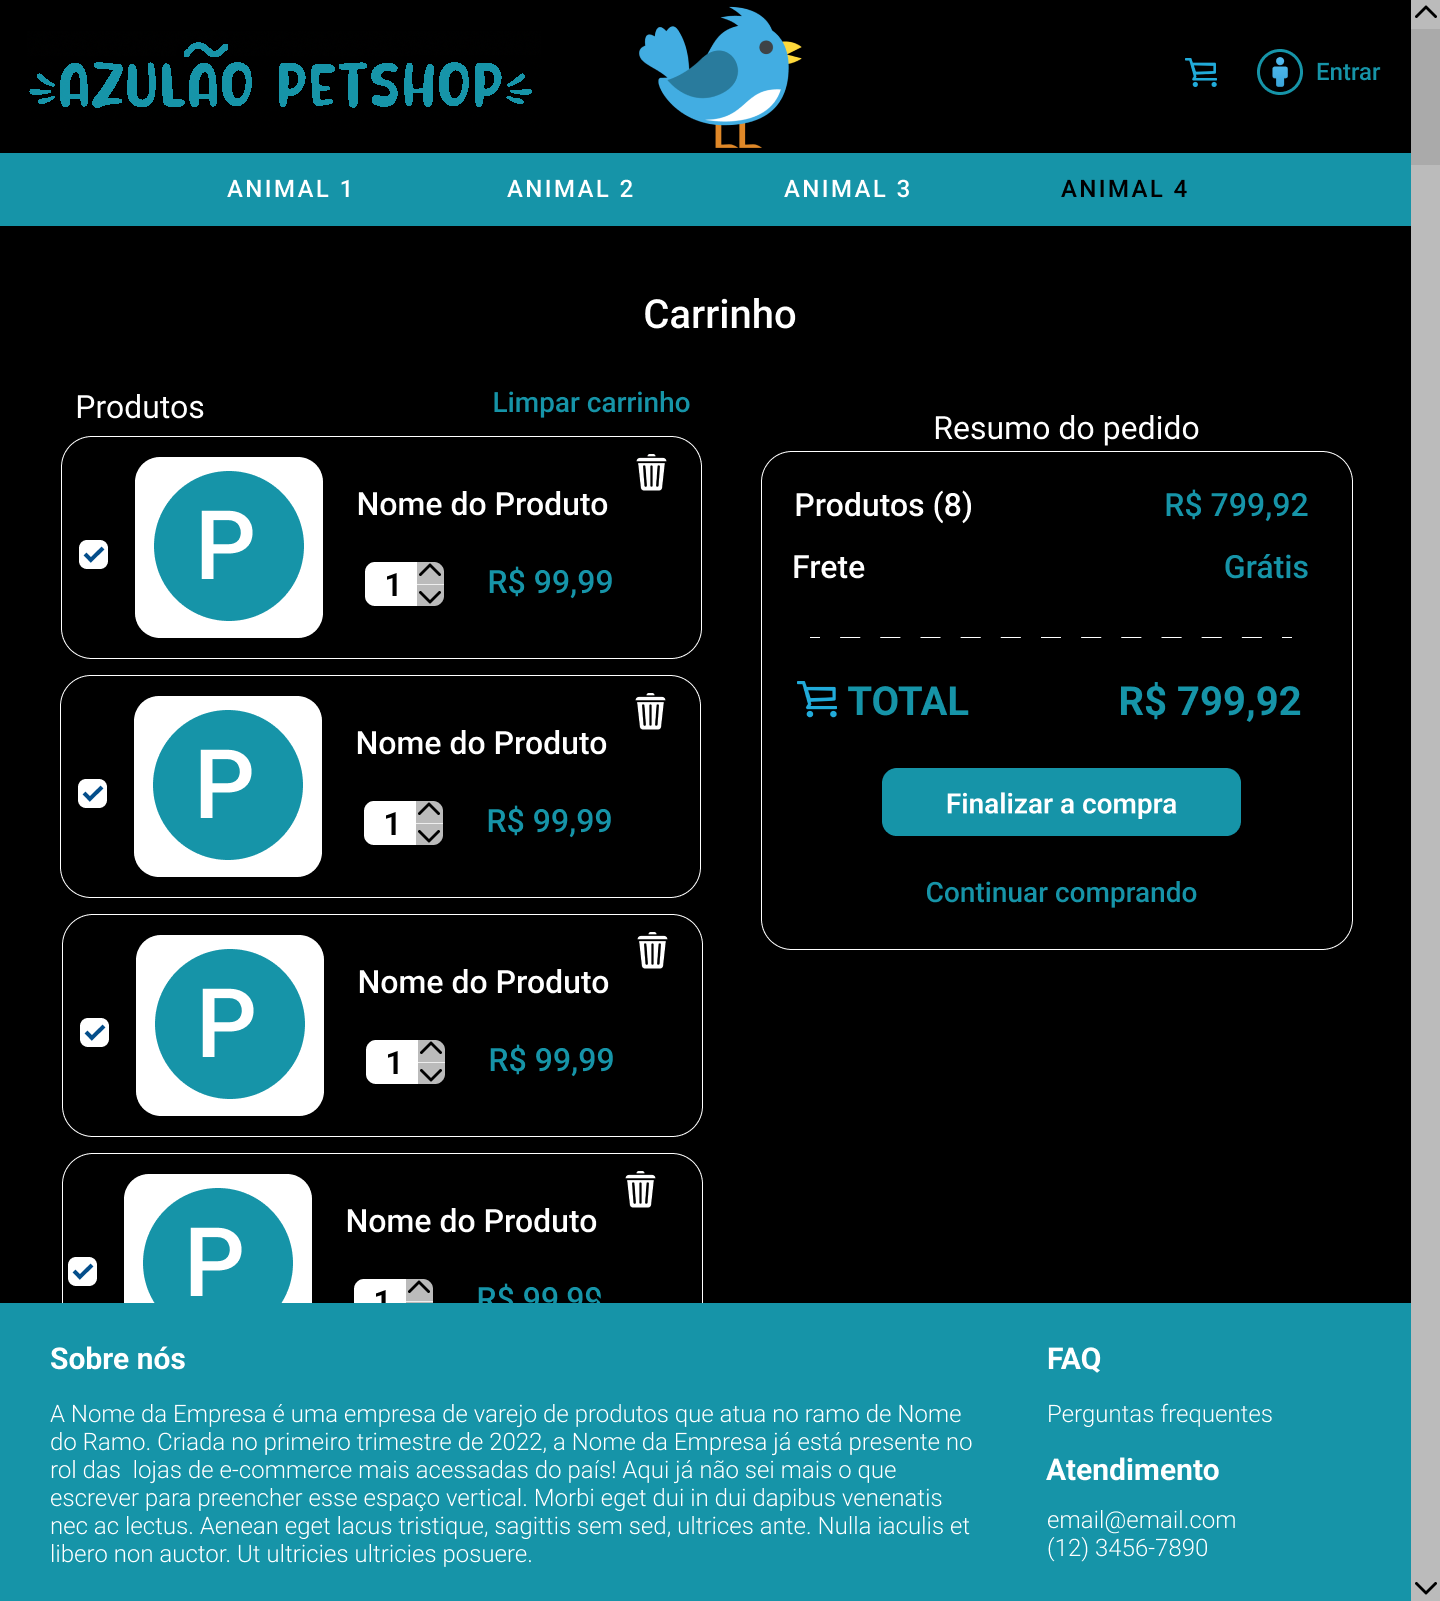 AZULÃO PETSHOP
Entrar
ANIMAL 1 ANIMAL 2 ANIMAL 3 ANIMAL 4
Carrinho
Produtos
Limpar carrinho
P
Nome do Produto
1
R$ 99,99
P
Nome do Produto
1
R$ 99,99
P
Nome do Produto
1
R$ 99,99
P
Nome do Produto
1
R$ 99,99
Resumo do pedido
Produtos (8) R$ 799,92
Frete Grátis
TOTAL R$ 799,92
Finalizar a compra
Continuar comprando
Sobre nós
A Nome da Empresa é uma empresa de varejo de produtos que atua no ramo de Nome
do Ramo. Criada no primeiro trimestre de 2022, a Nome da Empresa já está presente no
rol das  lojas de e-commerce mais acessadas do país! Aqui já não sei mais o que
escrever para preencher esse espaço vertical. Morbi eget dui in dui dapibus venenatis
nec ac lectus. Aenean eget lacus tristique, sagittis sem sed, ultrices ante. Nulla iaculis et
libero non auctor. Ut ultricies ultricies posuere.
FAQ
Perguntas frequentes
Atendimento
email@email.com
(12) 3456-7890